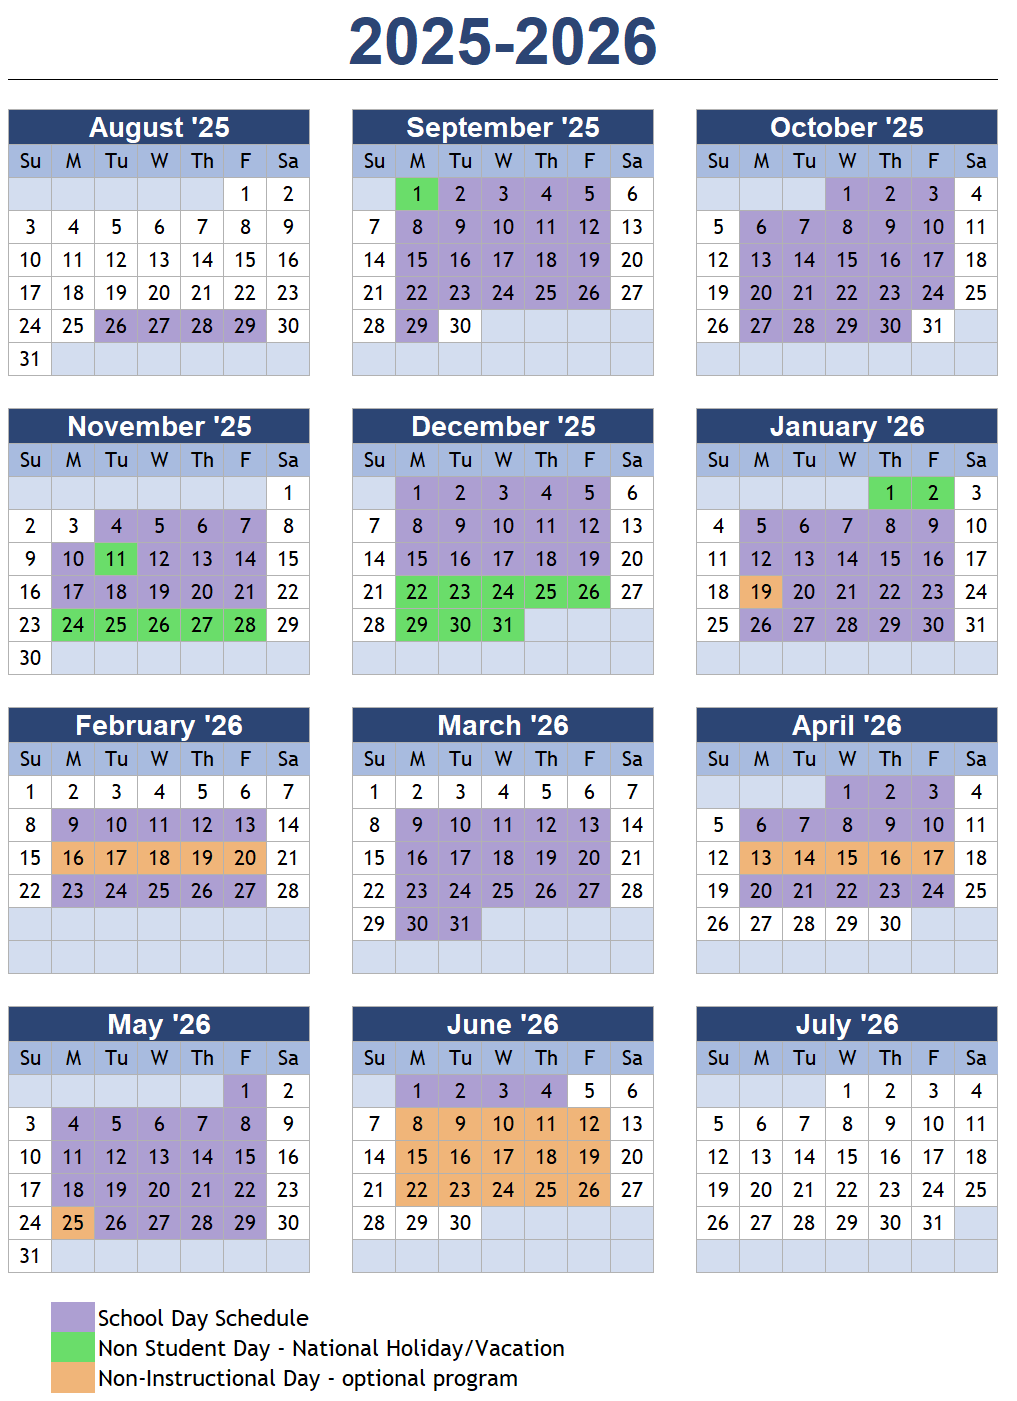 2025-2026
August '25 September '25 October '25
Su M Tu W Th F Sa Su M Tu W Th F Sa Su M Tu W Th F Sa
1 2 1 2 3 4 5 6 1 2 3 4
3 4 5 6 7 8 9 7 8 9 10 11 12 13 5 6 7 8 9 10 11
10 11 12 13 14 15 16 14 15 16 17 18 19 20 12 13 14 15 16 17 18
17 18 19 20 21 22 23 21 22 23 24 25 26 27 19 20 21 22 23 24 25
24 25 26 27 28 29 30 28 29 30 26 27 28 29 30 31
31
November '25 December '25 January '26
Su M Tu W Th F Sa Su M Tu W Th F Sa Su M Tu W Th F Sa
1 1 2 3 4 5 6 1 2 3
2 3 4 5 6 7 8 7 8 9 10 11 12 13 4 5 6 7 8 9 10
9 10 11 12 13 14 15 14 15 16 17 18 19 20 11 12 13 14 15 16 17
16 17 18 19 20 21 22 21 22 23 24 25 26 27 18 19 20 21 22 23 24
23 24 25 26 27 28 29 28 29 30 31 25 26 27 28 29 30 31
30
February '26 March '26 April '26
Su M Tu W Th F Sa Su M Tu W Th F Sa Su M Tu W Th F Sa
1 2 3 4 5 6 7 1 2 3 4 5 6 7 1 2 3 4
8 9 10 11 12 13 14 8 9 10 11 12 13 14 5 6 7 8 9 10 11
15 16 17 18 19 20 21 15 16 17 18 19 20 21 12 13 14 15 16 17 18
22 23 24 25 26 27 28 22 23 24 25 26 27 28 19 20 21 22 23 24 25
29 30 31 26 27 28 29 30
May '26 June '26 July '26
Su M Tu W Th F Sa Su M Tu W Th F Sa Su M Tu W Th F Sa
1 2 1 2 3 4 5 6 1 2 3 4
3 4 5 6 7 8 9 7 8 9 10 11 12 13 5 6 7 8 9 10 11
10 11 12 13 14 15 16 14 15 16 17 18 19 20 12 13 14 15 16 17 18
17 18 19 20 21 22 23 21 22 23 24 25 26 27 19 20 21 22 23 24 25
24 25 26 27 28 29 30 28 29 30 26 27 28 29 30 31
31
School Day Schedule
Non Student Day - National Holiday/Vacation
Non-Instructional Day - optional program